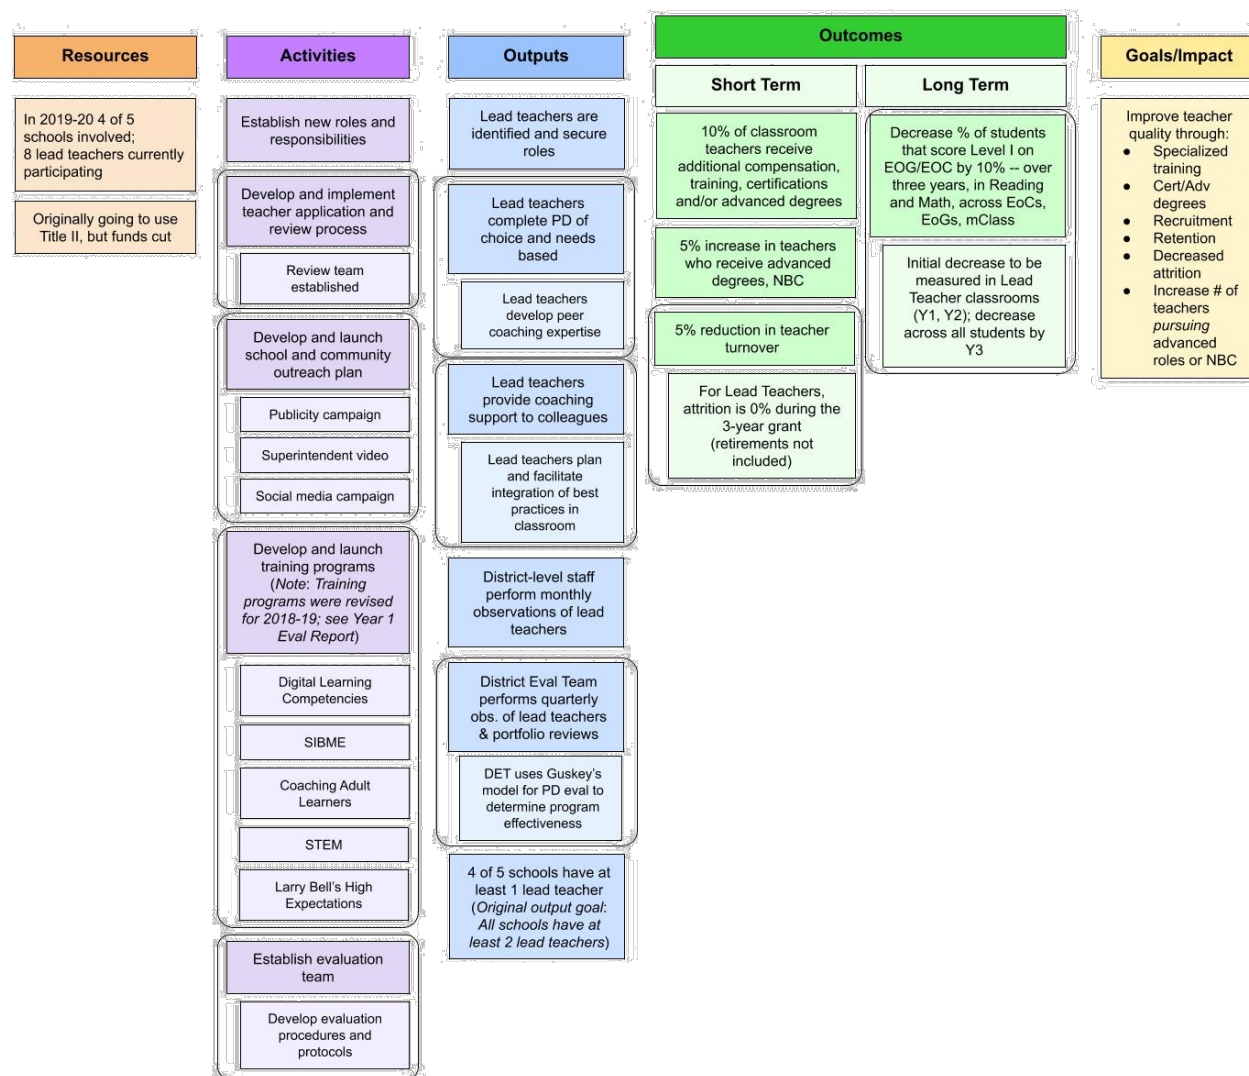 Resources
In 2019-20 4 of 5
schools involved;
8 lead teachers currently
participating
Originally going to use
Title II, but funds cut
Activities
Establish new roles and
responsibilities
Develop and implement
teacher application and
review process
Review team
established
Develop and launch
school and community
outreach plan
Publicity campaign
Superintendent video
Social media campaign
Develop and launch
training programs
(Note: Training
programs were revised
for 2018-19; see Year 1
Eval Report)
Digital Learning
Competencies
SIBME
Coaching Adult
Learners
STEM
Larry Bell's High
Expectations
Establish evaluation
team
Develop evaluation
procedures and
protocols
Outputs
Lead teachers are
identified and secure
roles
Lead teachers
complete PD of
choice and needs
based
Lead teachers
develop peer
coaching expertise
Lead teachers
provide coaching
support to colleagues
Lead teachers plan
and facilitate
integration of best
practices in
classroom
District-level staff
perform monthly
observations of lead
teachers
District Eval Team
performs quarterly
obs. of lead teachers
& portfolio reviews
DET uses Guskey's
model for PD eval to
determine program
effectiveness
4 of 5 schools have at
least 1 lead teacher
(Original output goal:
All schools have at
least 2 lead teachers)
Outcomes
Short Term
10% of classroom
teachers receive
additional compensation,
training, certifications
and/or advanced degrees
5% increase in teachers
who receive advanced
degrees, NBC
5% reduction in teacher
turnover
For Lead Teachers,
attrition is 0% during the
3-year grant
(retirements not
included)
Long Term
Decrease % of students
that score Level I on
EOG/EOC by 10% -- over
three years, in Reading
and Math, across EoCs,
EoGs, mClass
Initial decrease to be
measured in Lead
Teacher classrooms
(Y1, Y2); decrease
across all students by
Y3
Goals/Impact
Improve teacher
quality through:
● Specialized
training
● Cert/Adv
degrees
● Recruitment
● Retention
● Decreased
attrition
● Increase # of
teachers
pursuing
advanced
roles or NBC